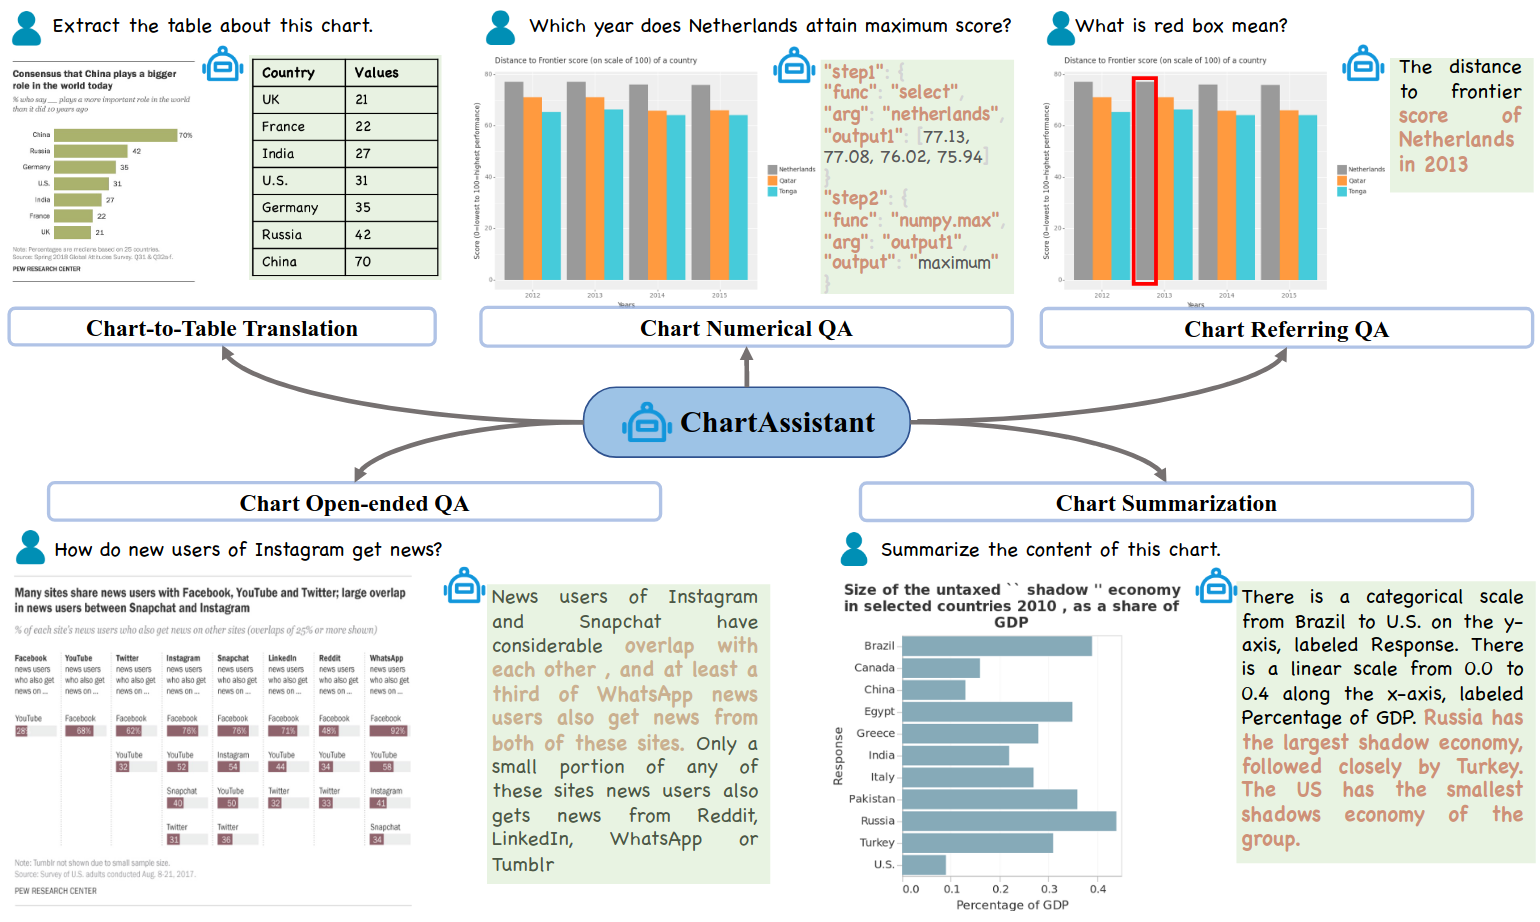 Extract the table about this chart.
Consensus that China plays a bigger
role in the world today
% who say ___ plays a more important role in the world
than it did 10 years ago
China 70%
Russia 42
Germany 35
U.S. 31
India 27
France 22
UK 21
Note: Percentages are medians based on 25 countries.
Source: Spring 2018 Global Attitudes Survey. Q31 & Q32a-f.
PEW RESEARCH CENTER
Country Values
UK 21
France 22
India 27
U.S. 31
Germany 35
Russia 42
China 70
Chart-to-Table Translation
Which year does Netherlands attain maximum score?
Distance to Frontier score (on scale of 100) of a country
Score (0=lowest to 100=highest performance)
80
60
40
20
0
2012 2013 2014 2015
Years
Netherlands
Qatar
Tonga
"step1": {
"func": "select",
"arg": "netherlands",
"output1": [77.13,
77.08, 76.02, 75.94]
}
"step2": {
"func": "numpy.max",
"arg": "output1",
"output": "maximum"
}
Chart Numerical QA
What is red box mean?
Distance to Frontier score (on scale of 100) of a country
Score (0=lowest to 100=highest performance)
80
60
40
20
0
2012 2013 2014 2015
Years
Netherlands
Qatar
Tonga
The distance
to frontier
score of
Netherlands
in 2013
Chart Referring QA
ChartAssistant
Chart Open-ended QA
How do new users of Instagram get news?
Many sites share news users with Facebook, YouTube and Twitter; large overlap
in news users between Snapchat and Instagram
% of each site's news users who also get news on other sites (overlaps of 25% or more shown)
Facebook YouTube Twitter Instagram Snapchat LinkedIn Reddit WhatsApp
news users news users news users news users news users news users news users news users
who also get who also get who also get who also get who also get who also get who also get who also get
news on ... news on ... news on ... news on ... news on ... news on ... news on ... news on ...
YouTube Facebook Facebook Facebook Facebook Facebook Facebook Facebook
28% 68% 62% 76% 76% 71% 48% 92%
YouTube YouTube Instagram YouTube YouTube YouTube
32 52 54 44 34 58
Snapchat YouTube Twitter Twitter Instagram
40 50 32 33 41
Twitter Twitter Snapchat
31 36 34
Note: Tumblr not shown due to small sample size.
Source: Survey of U.S. adults conducted Aug. 8-21, 2017.
PEW RESEARCH CENTER
News users of Instagram
and Snapchat have
considerable overlap with
each other , and at least a
third of WhatsApp news
users also get news from
both of these sites. Only a
small portion of any of
these sites news users also
gets news from Reddit,
LinkedIn, WhatsApp or
Tumblr
Chart Summarization
Summarize the content of this chart.
Size of the untaxed `` shadow '' economy
in selected countries 2010 , as a share of
GDP
Response
Brazil
Canada
China
Egypt
Greece
India
Italy
Pakistan
Russia
Turkey
U.S.
0.0 0.1 0.2 0.3 0.4
Percentage of GDP
There is a categorical scale
from Brazil to U.S. on the y-
axis, labeled Response. There
is a linear scale from 0.0 to
0.4 along the x-axis, labeled
Percentage of GDP. Russia has
the largest shadow economy,
followed closely by Turkey.
The US has the smallest
shadows economy of the
group.